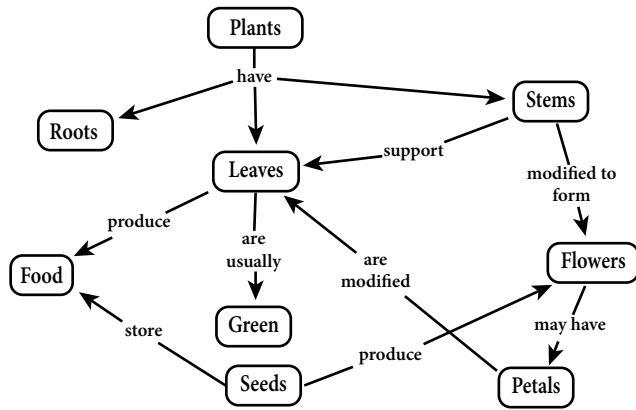 Plants
have
Roots
Stems
support
Leaves
modified to
form
produce
are
usually
are
modified
Food
Flowers
Green
store
produce
may have
Seeds
Petals